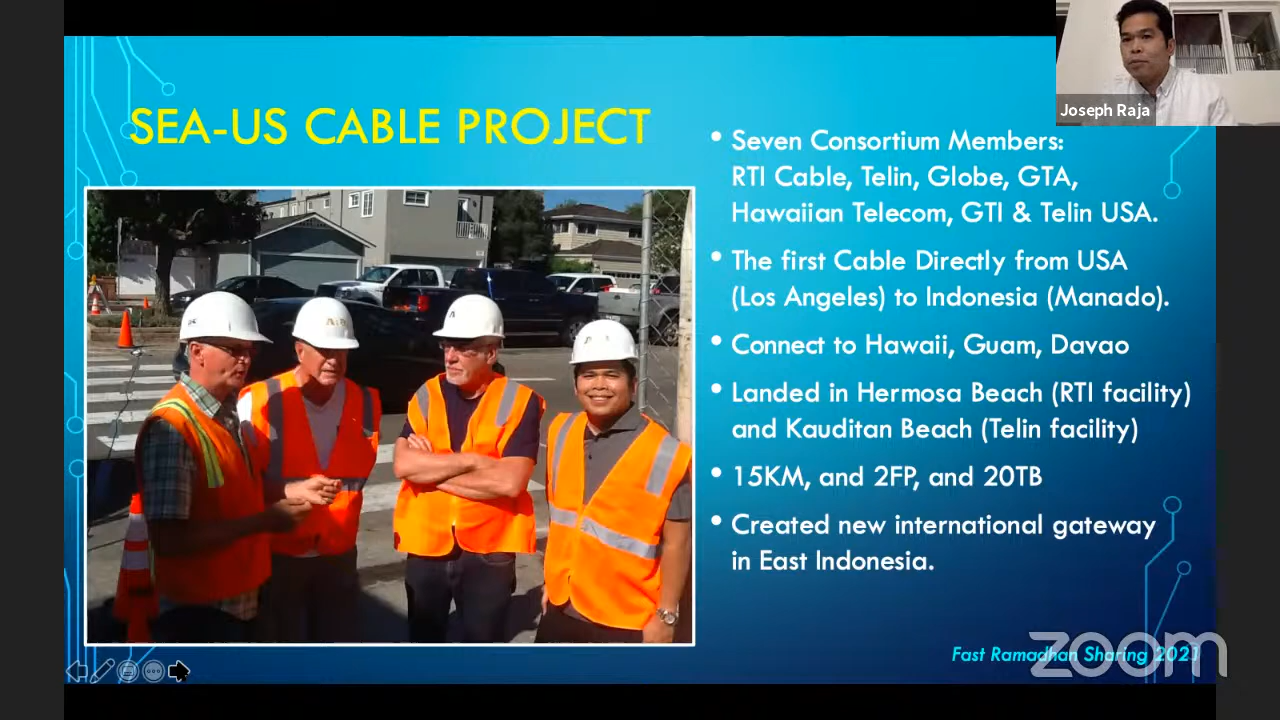 SEA-US CABLE PROJECT
Joseph Raja
• Seven Consortium Members:
RTI Cable, Telin, Globe, GTA,
Hawaiian Telecom, GTI & Telin USA.
• The first Cable Directly from USA
(Los Angeles) to Indonesia (Manado).
• Connect to Hawaii, Guam, Davao
• Landed in Hermosa Beach (RTI facility)
and Kauditan Beach (Telin facility)
• 15KM, and 2FP, and 20TB
• Created new international gateway
in East Indonesia.
Fast Ramadhan Sharing 2021
zoom